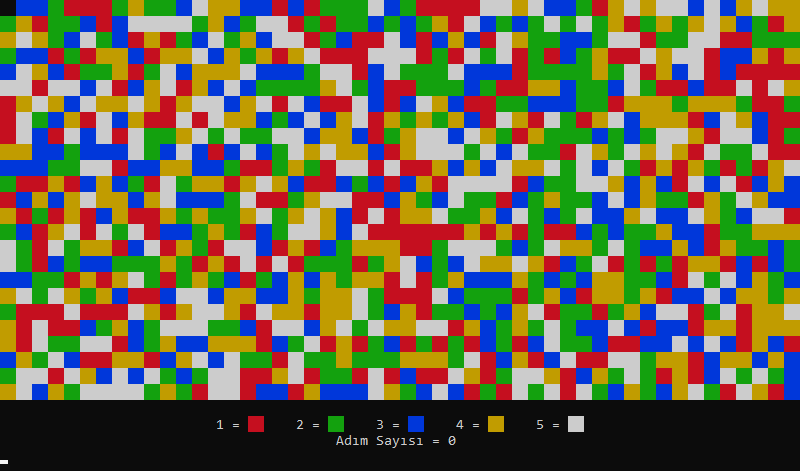 1 = 2 = 3 = 4 = 5 =
Adım Sayısı = 0